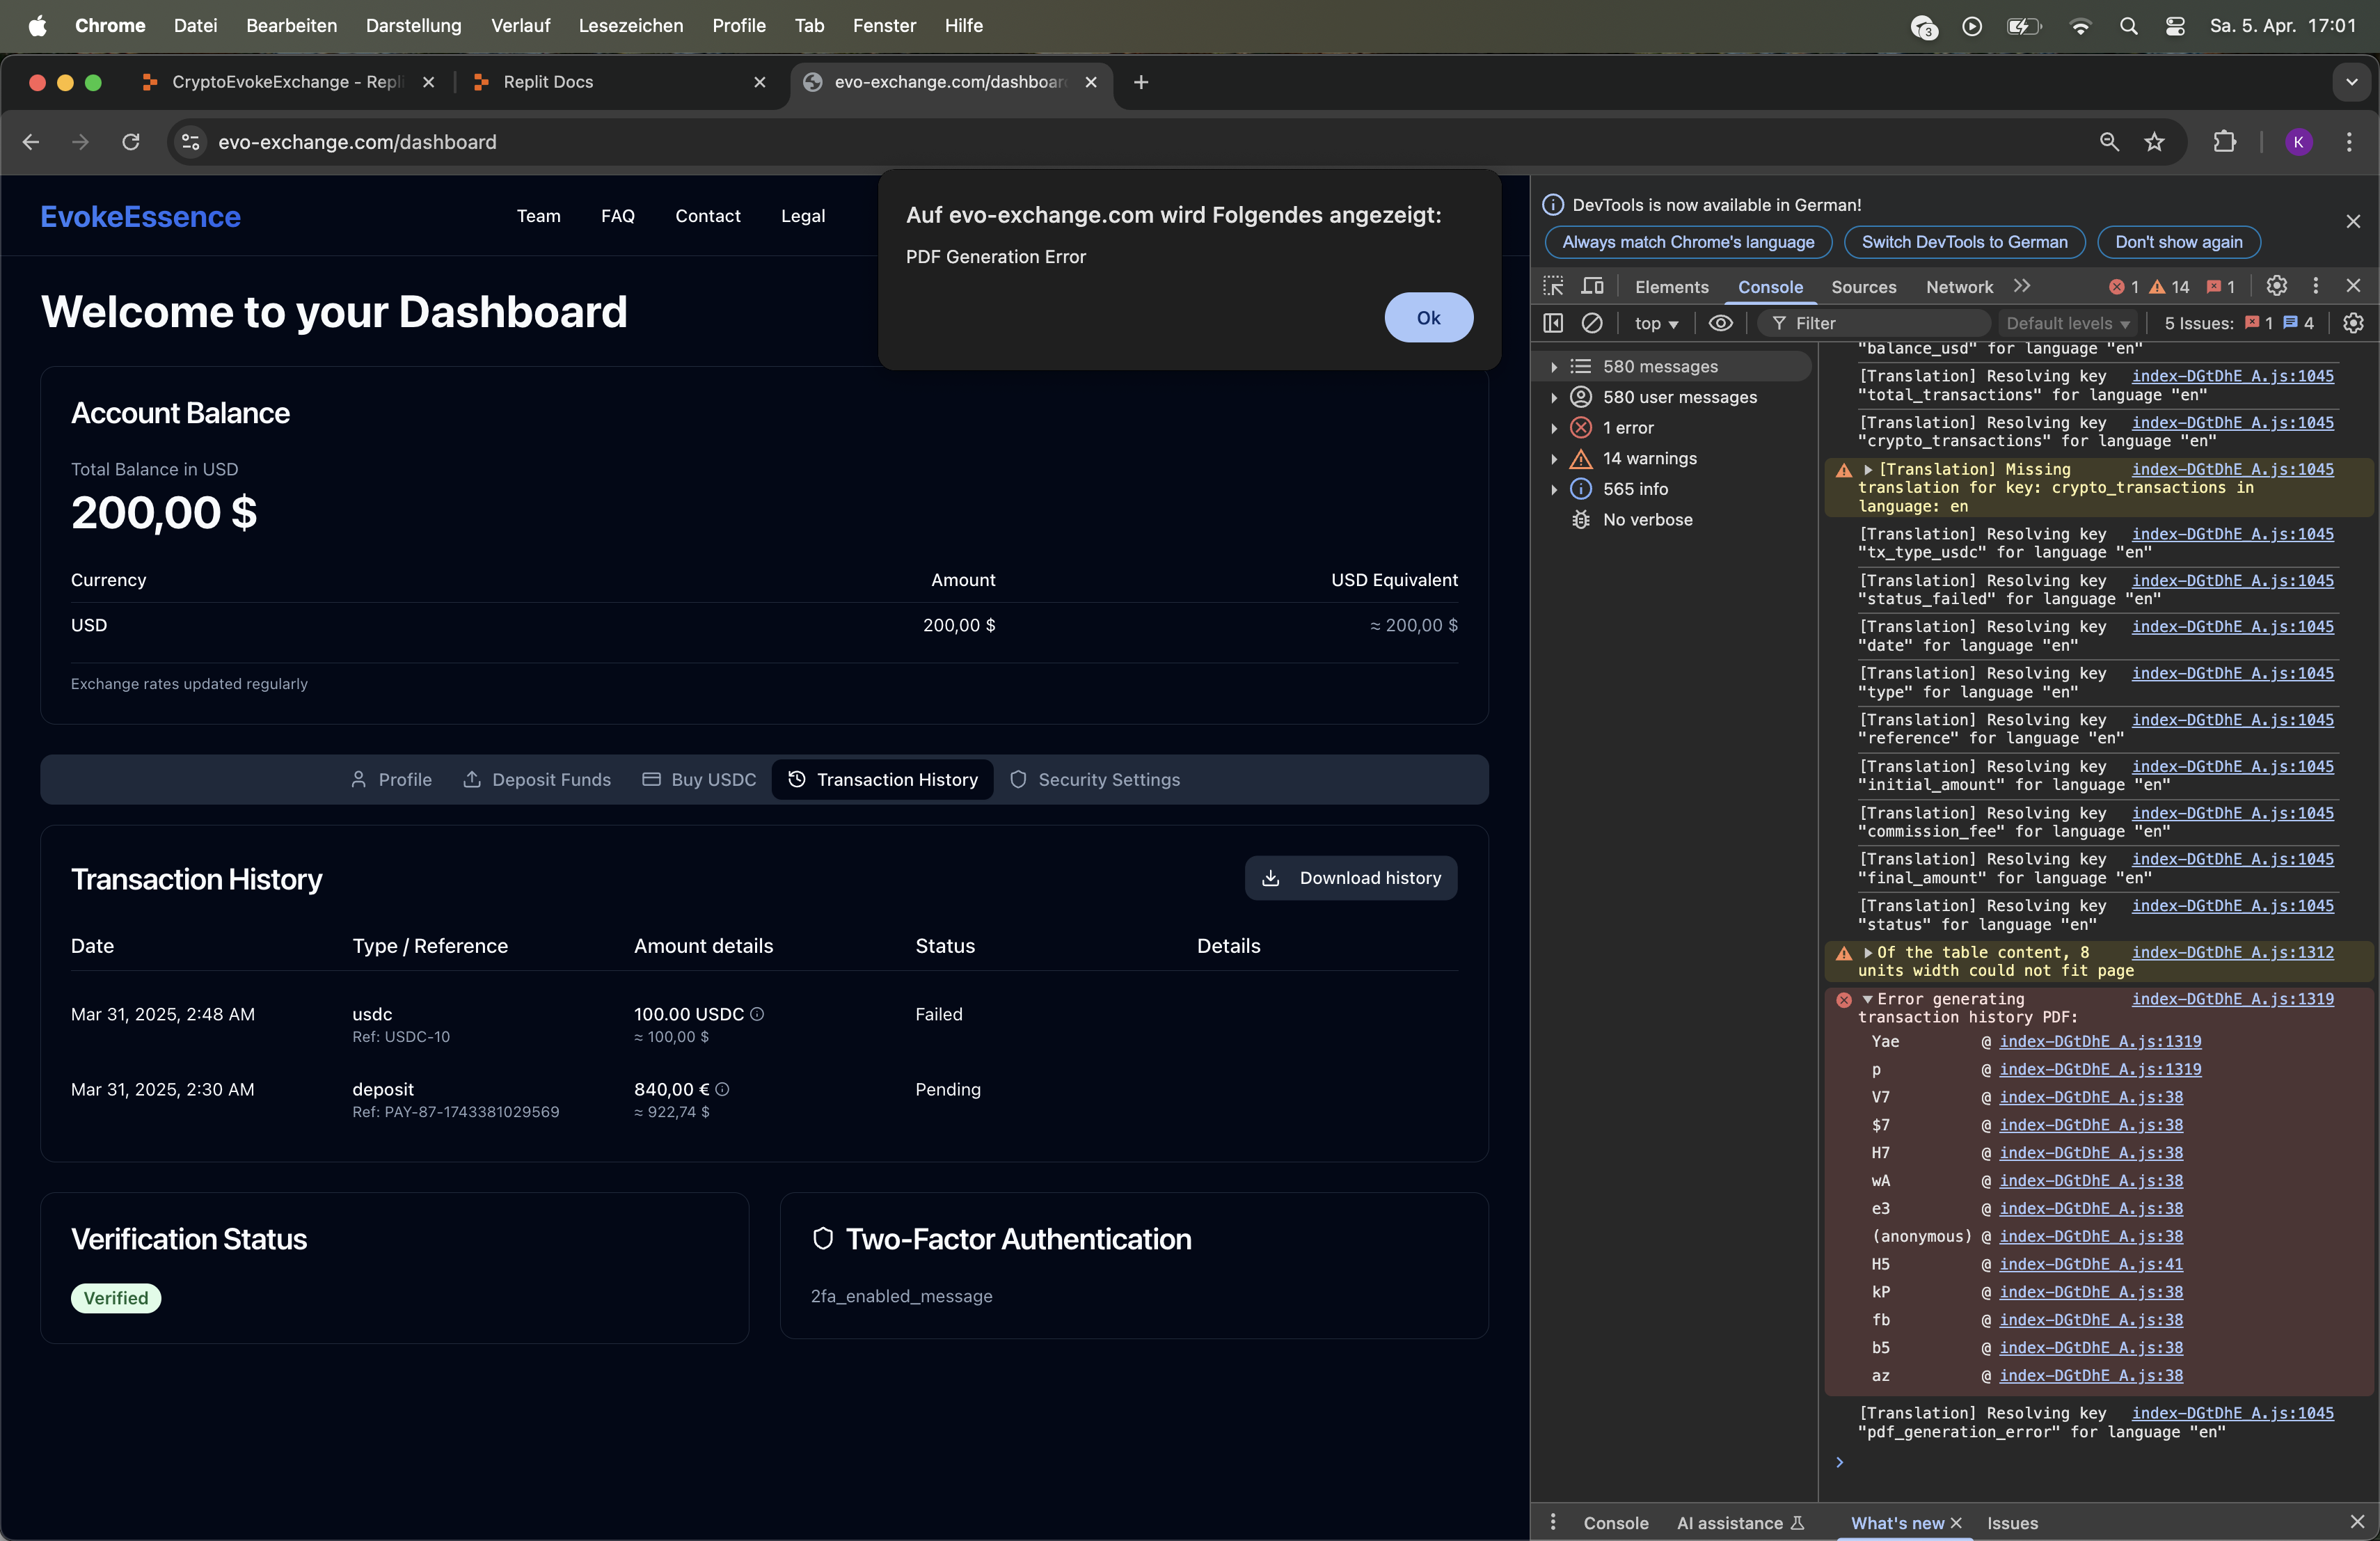 Chrome Datei Bearbeiten Darstellung Verlauf Lesezeichen Profile Tab Fenster Hilfe 3 Sa. 5. Apr. 17:01
CryptoEvokeExchange - Repli Replit Docs evo-exchange.com/dashboar
evo-exchange.com/dashboard K
EvokeEssence Team FAQ Contact Legal
Auf evo-exchange.com wird Folgendes angezeigt:
PDF Generation Error
Ok
Welcome to your Dashboard
Account Balance
Total Balance in USD
200,00 $
Currency Amount USD Equivalent
USD 200,00 $ ≈ 200,00 $
Exchange rates updated regularly
Profile Deposit Funds Buy USDC Transaction History Security Settings
Transaction History Download history
Date Type / Reference Amount details Status Details
Mar 31, 2025, 2:48 AM usdc 100.00 USDC Failed
Ref: USDC-10 ≈ 100,00 $
Mar 31, 2025, 2:30 AM deposit 840,00 € Pending
Ref: PAY-87-1743381029569 ≈ 922,74 $
Verification Status
Verified
Two-Factor Authentication
2fa_enabled_message
DevTools is now available in German!
Always match Chrome's language Switch DevTools to German Don't show again
Elements Console Sources Network 1 14 1
top Filter Default levels 5 Issues: 1 4
580 messages
580 user messages
1 error
14 warnings
565 info
No verbose
"balance_usd" for language "en"
[Translation] Resolving key index-DGtDhE_A.js:1045
"total_transactions" for language "en"
[Translation] Resolving key index-DGtDhE_A.js:1045
"crypto_transactions" for language "en"
[Translation] Missing index-DGtDhE_A.js:1045
translation for key: crypto_transactions in
language: en
[Translation] Resolving key index-DGtDhE_A.js:1045
"tx_type_usdc" for language "en"
[Translation] Resolving key index-DGtDhE_A.js:1045
"status_failed" for language "en"
[Translation] Resolving key index-DGtDhE_A.js:1045
"date" for language "en"
[Translation] Resolving key index-DGtDhE_A.js:1045
"type" for language "en"
[Translation] Resolving key index-DGtDhE_A.js:1045
"reference" for language "en"
[Translation] Resolving key index-DGtDhE_A.js:1045
"initial_amount" for language "en"
[Translation] Resolving key index-DGtDhE_A.js:1045
"commission_fee" for language "en"
[Translation] Resolving key index-DGtDhE_A.js:1045
"final_amount" for language "en"
[Translation] Resolving key index-DGtDhE_A.js:1045
"status" for language "en"
Of the table content, 8 index-DGtDhE_A.js:1312
units width could not fit page
Error generating index-DGtDhE_A.js:1319
transaction history PDF:
Yae @ index-DGtDhE_A.js:1319
p @ index-DGtDhE_A.js:1319
V7 @ index-DGtDhE_A.js:38
$7 @ index-DGtDhE_A.js:38
H7 @ index-DGtDhE_A.js:38
wA @ index-DGtDhE_A.js:38
e3 @ index-DGtDhE_A.js:38
(anonymous) @ index-DGtDhE_A.js:38
H5 @ index-DGtDhE_A.js:41
kP @ index-DGtDhE_A.js:38
fb @ index-DGtDhE_A.js:38
b5 @ index-DGtDhE_A.js:38
az @ index-DGtDhE_A.js:38
[Translation] Resolving key index-DGtDhE_A.js:1045
"pdf_generation_error" for language "en"
Console AI assistance What's new Issues